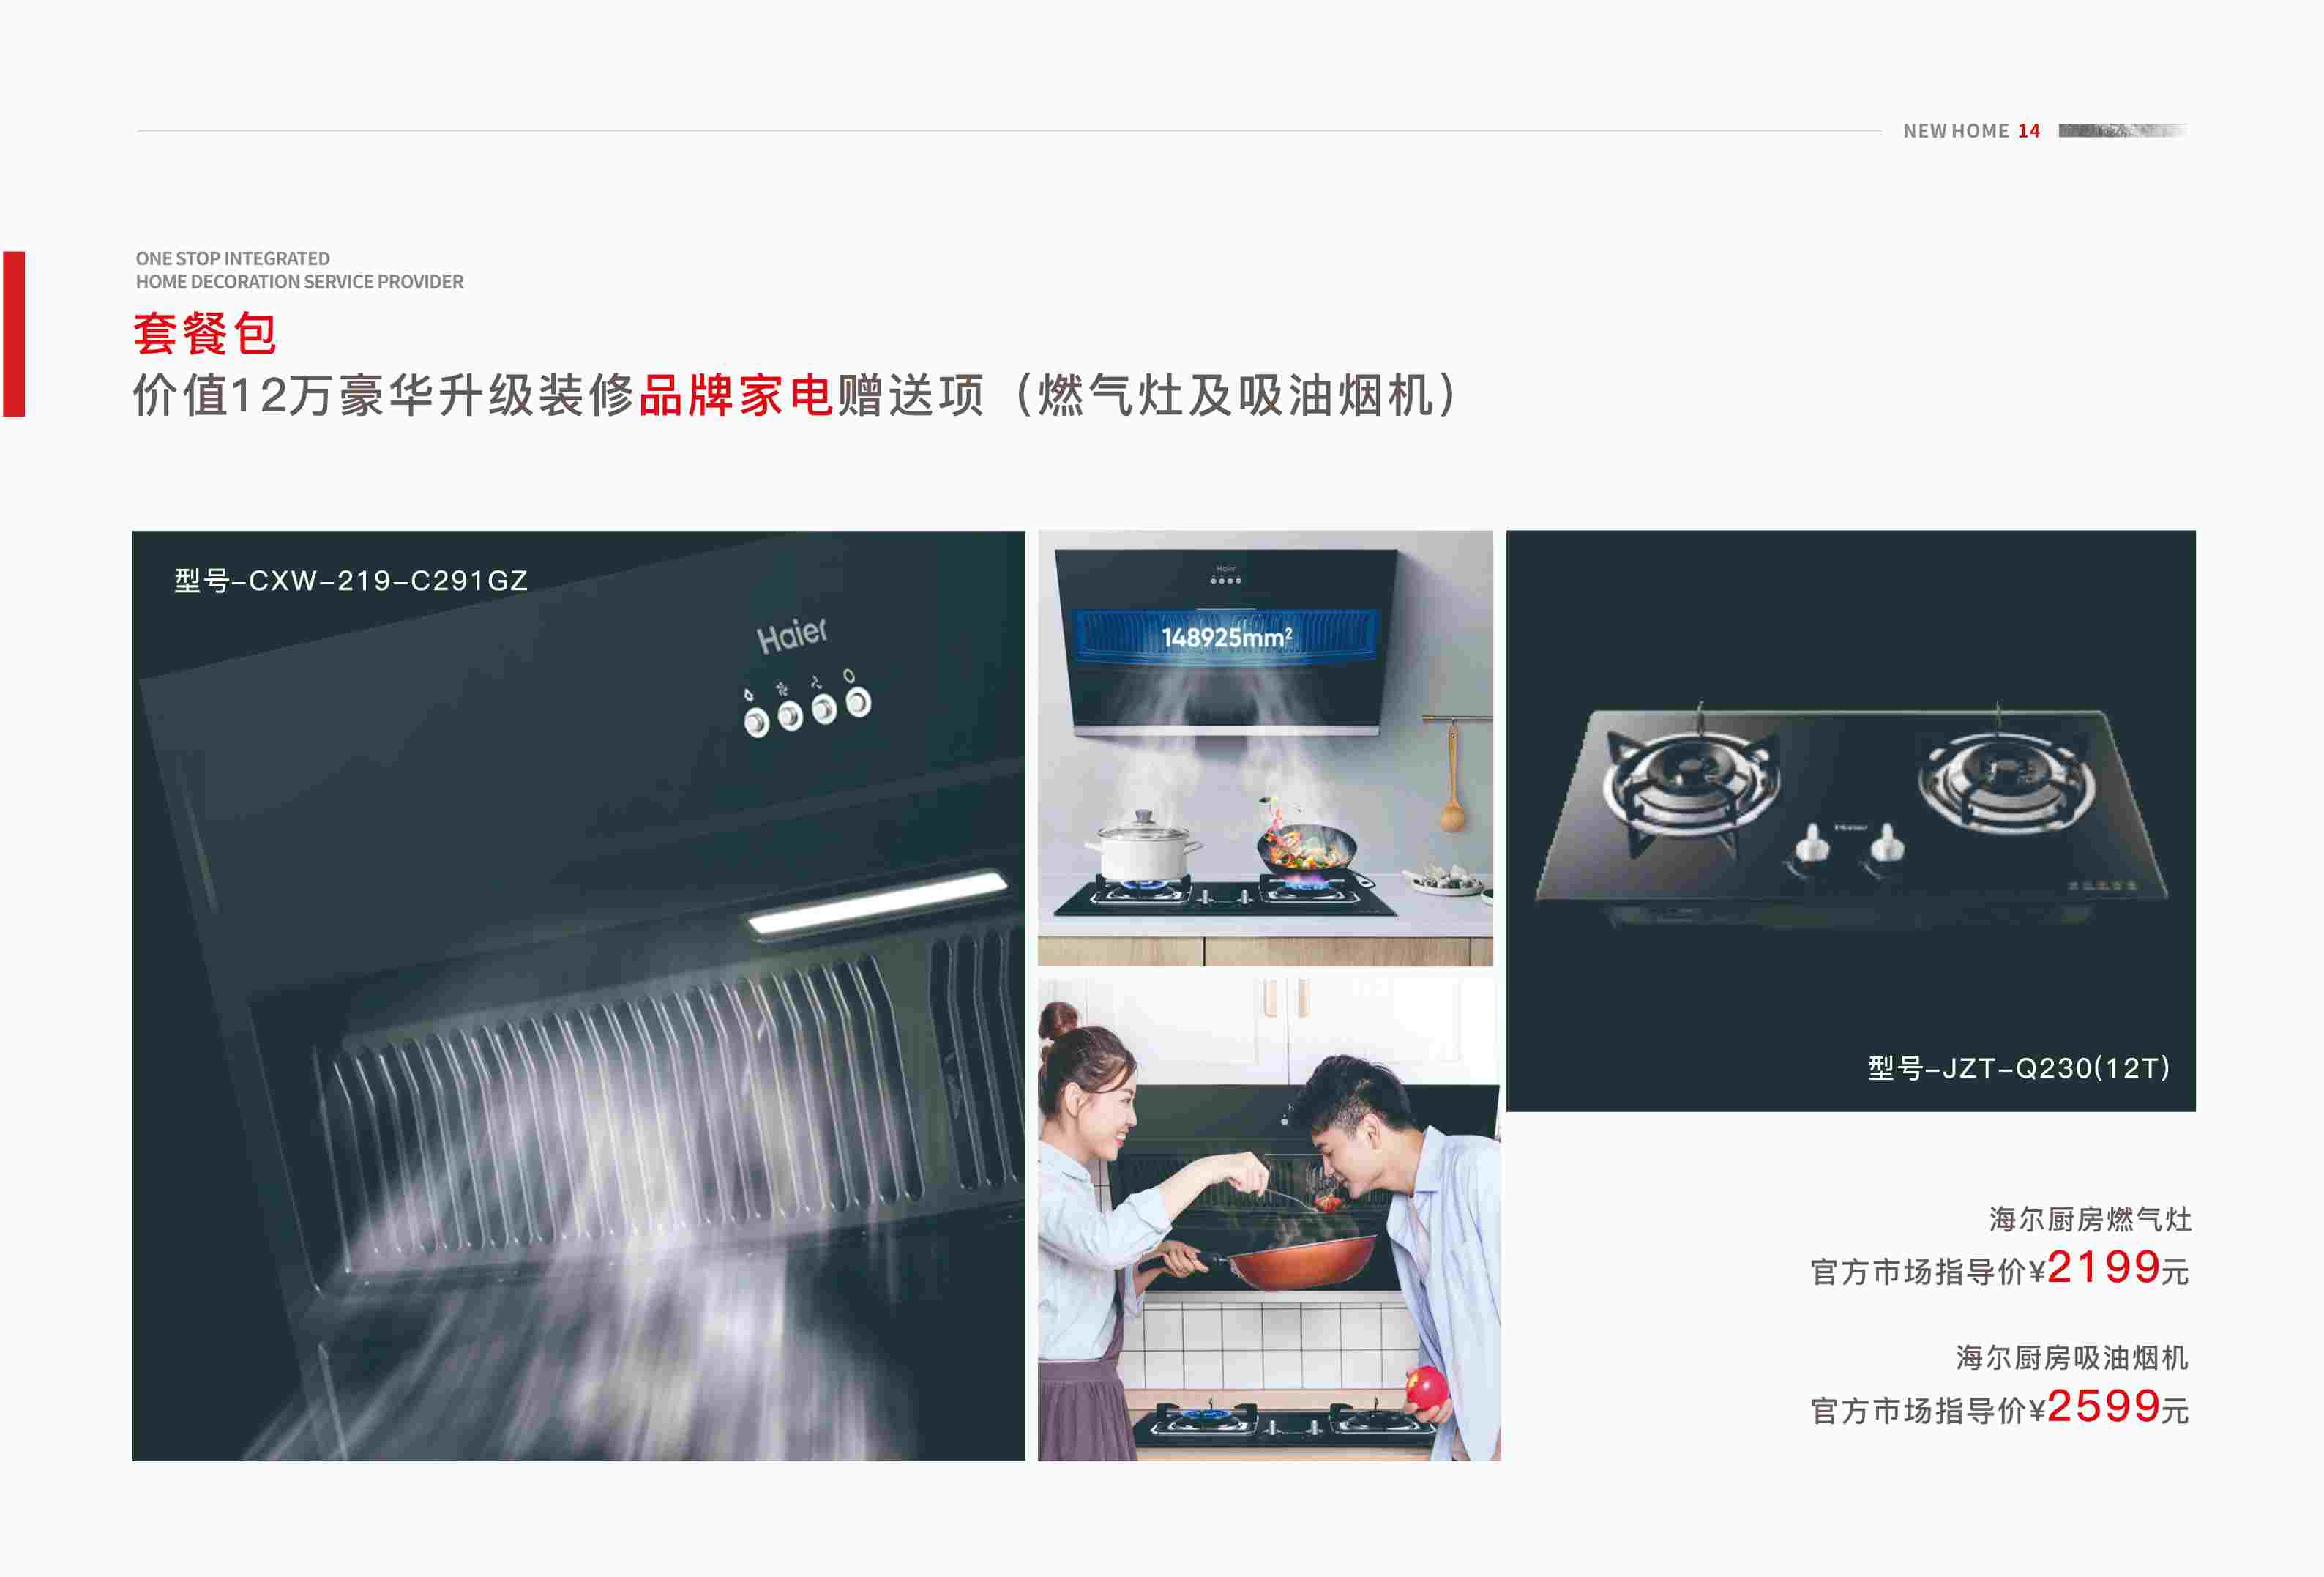 NEW HOME 14
ONE STOP INTEGRATED
HOME DECORATION SERVICE PROVIDER
套餐包
价值12万豪华升级装修品牌家电赠送项（燃气灶及吸油烟机）
型号-CXW-219-C291GZ
Haier
Haier
148925mm²
型号-JZT-Q230(12T)
海尔厨房燃气灶
官方市场指导价¥2199元
海尔厨房吸油烟机
官方市场指导价¥2599元